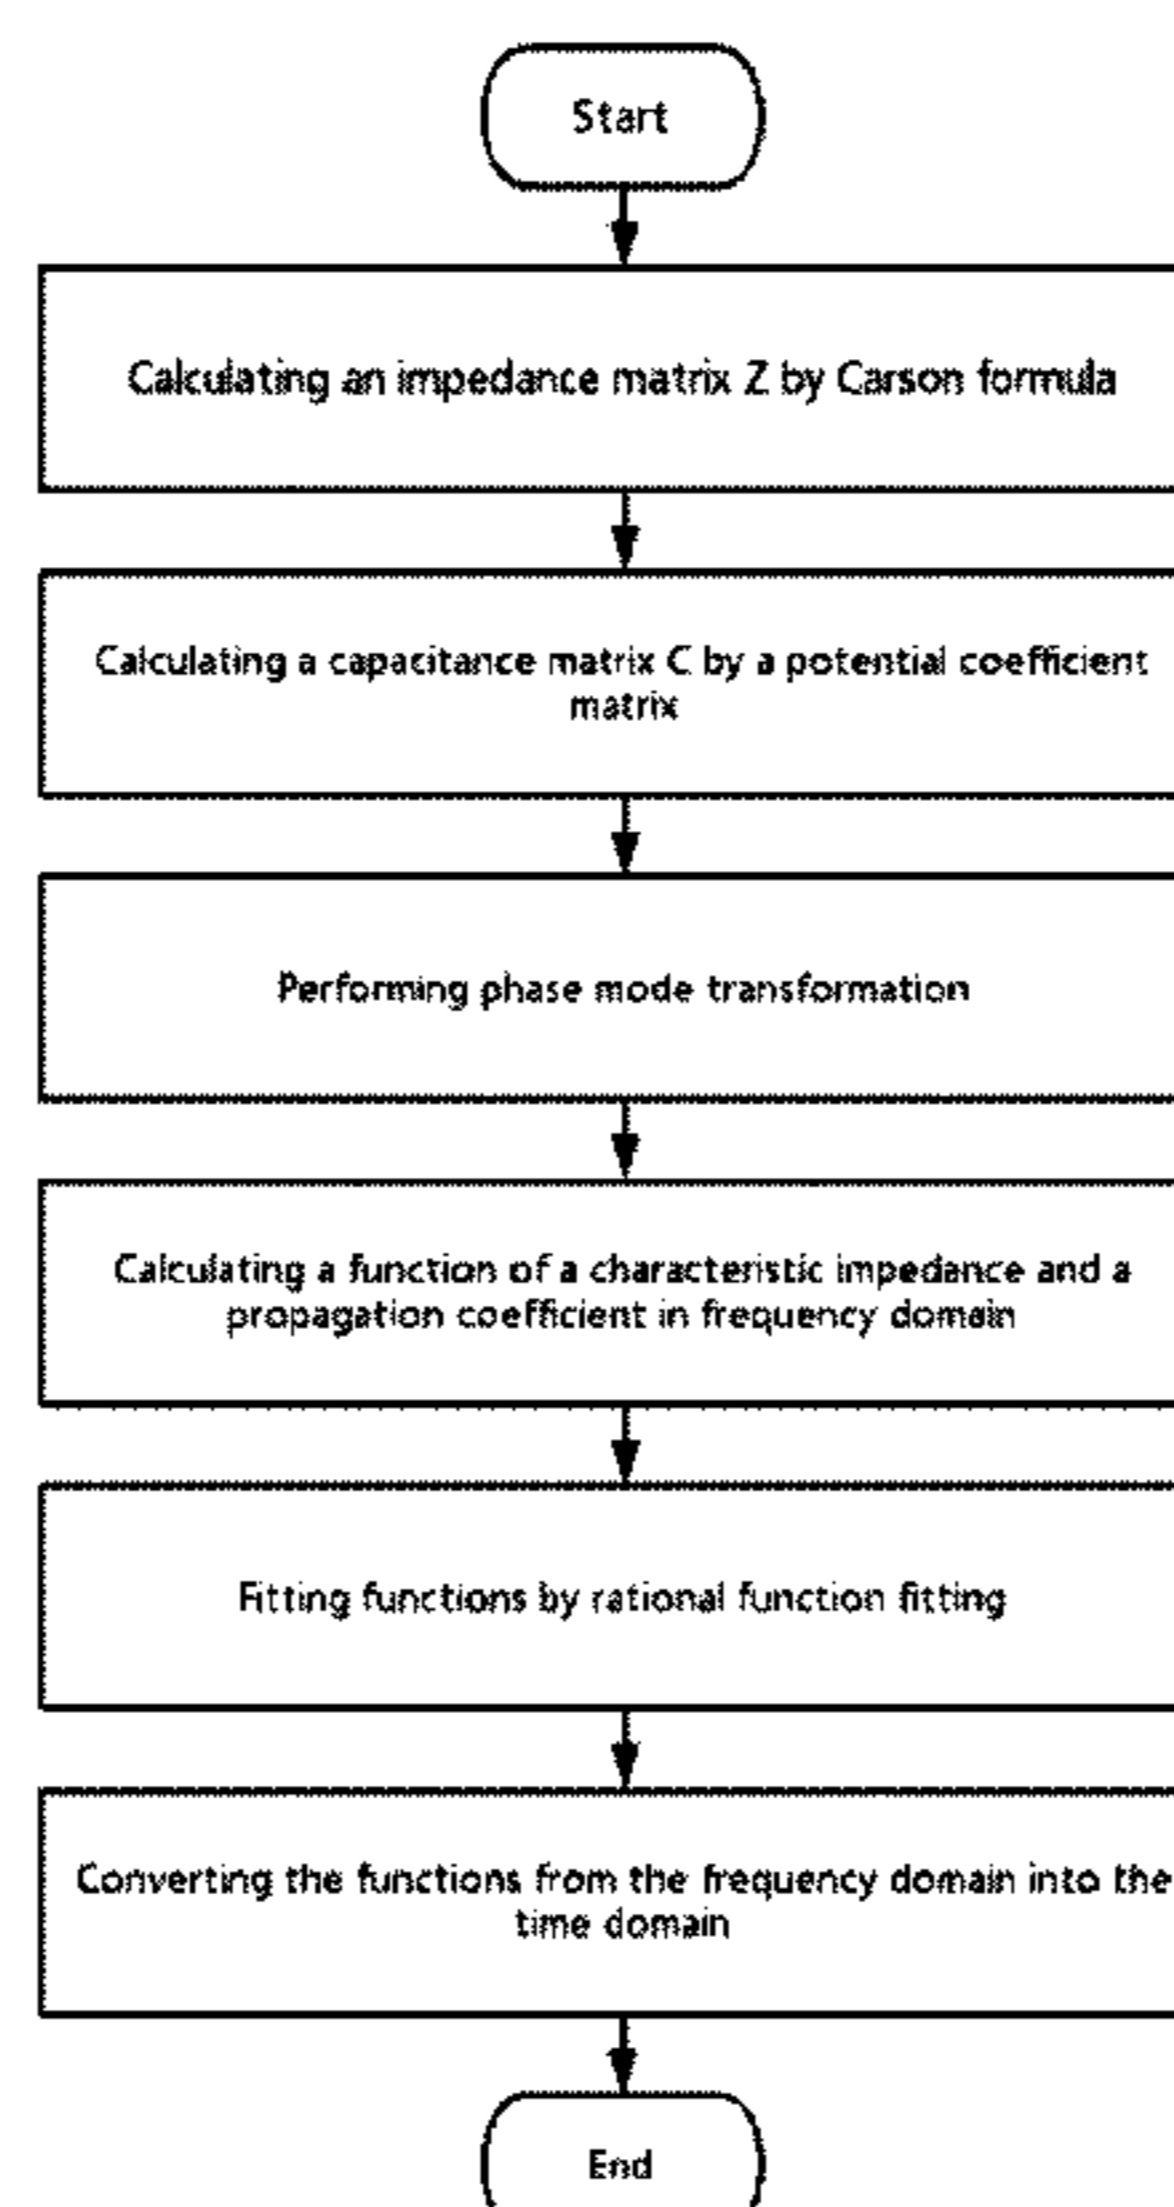 Start
Calculating an impedance matrix Z by Carson formula
Calculating a capacitance matrix C by a potential coefficient
matrix
Performing phase mode transformation
Calculating a function of a characteristic impedance and a
propagation coefficient in frequency domain
Fitting functions by rational function fitting
Converting the functions from the frequency domain into the
time domain
End